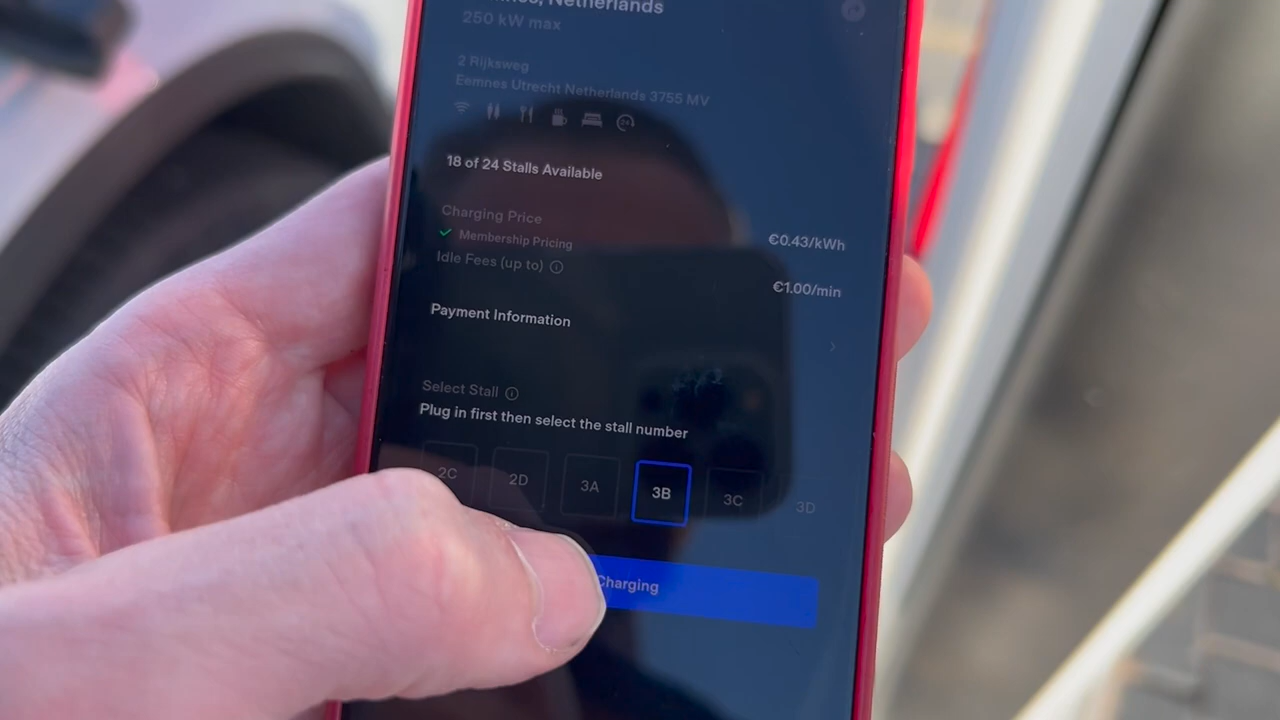 Netherlands
250 kW max
2 Rijksweg
Eemnes Utrecht Netherlands 3755 MV
18 of 24 Stalls Available
Charging Price
€0.43/kWh
Membership Pricing
Idle Fees (up to)
€1.00/min
Payment Information
Select Stall
Plug in first then select the stall number
2C 2D 3A 3B 3C 3D
Charging